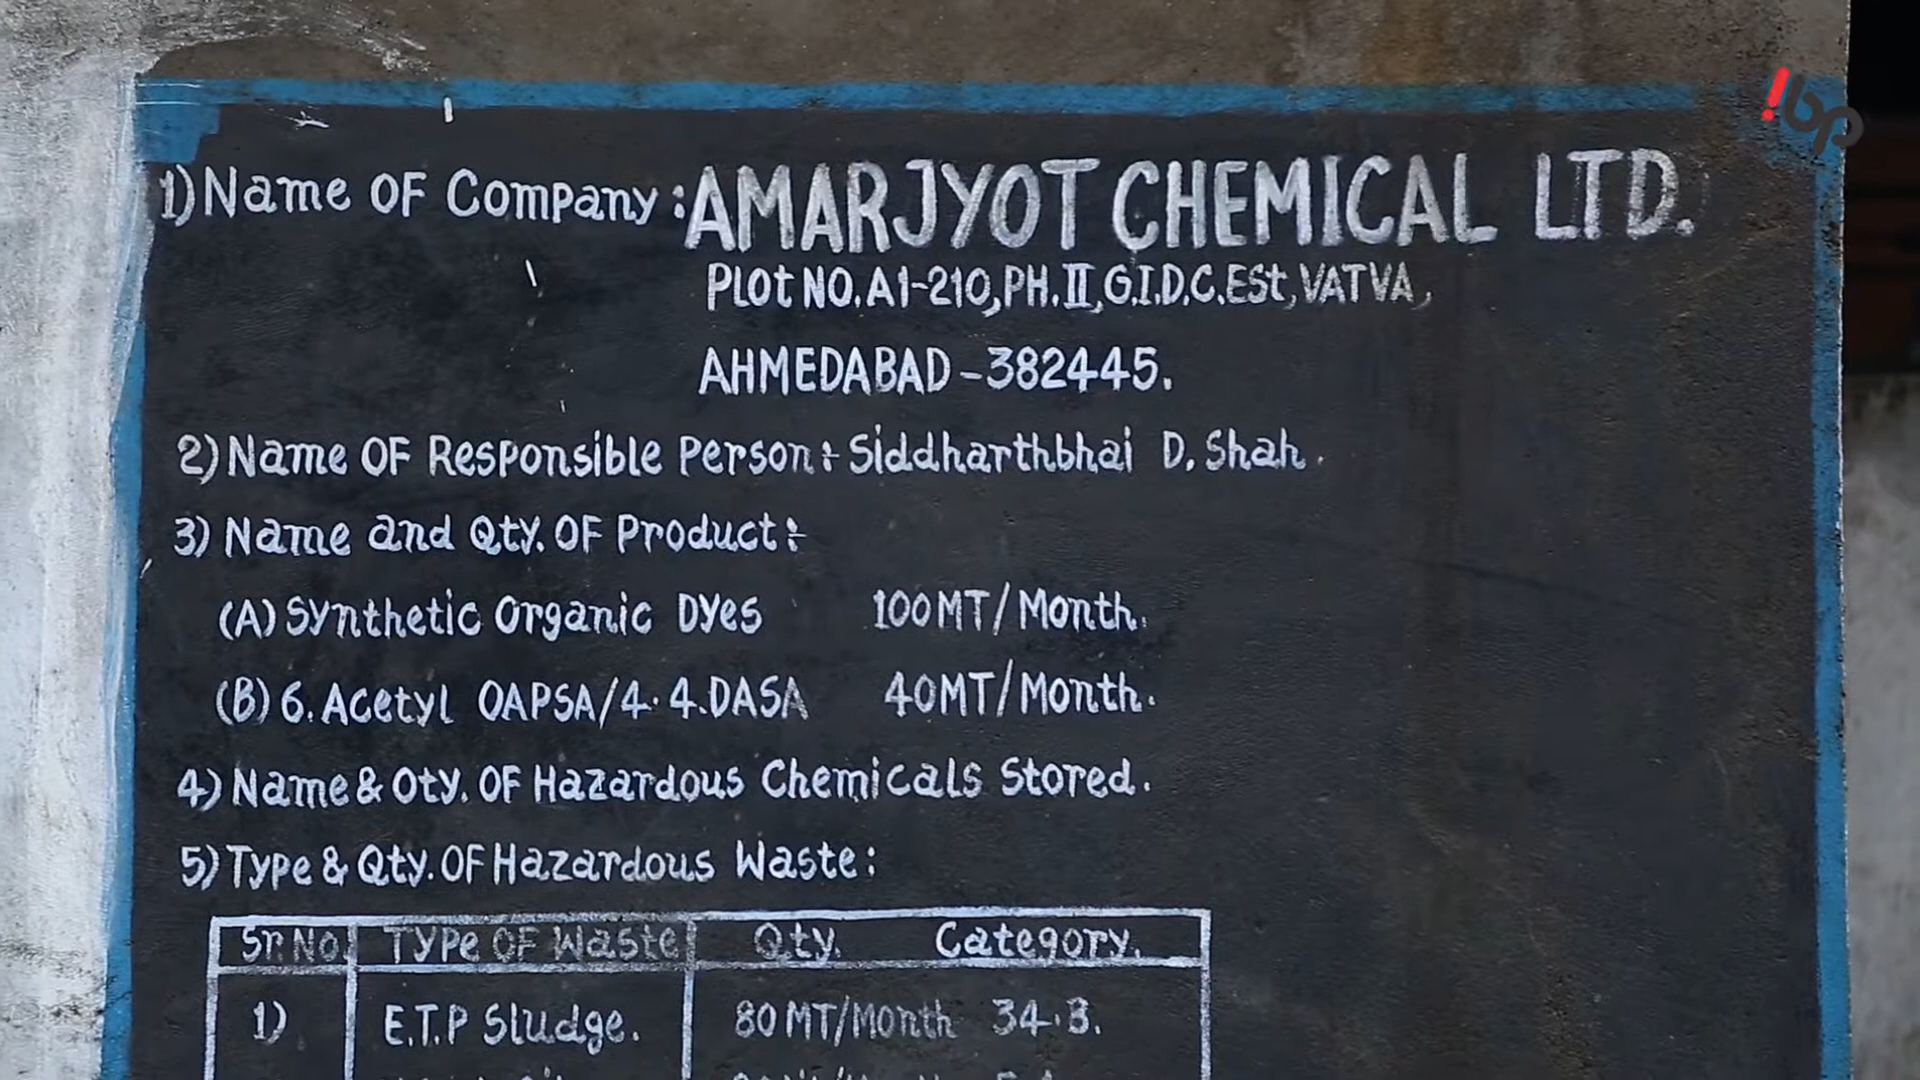 !bp
1) Name OF Company : AMARJYOT CHEMICAL LTD.
PLot NO. A1-210, PH. II, G.I.D.C. ESt, VATVA,
AHMEDABAD - 382445.
2) Name OF Responsible Person :- Siddharthbhai D. Shah.
3) Name and Qty. OF Product :-
(A) Synthetic Organic Dyes 100 MT/Month.
(B) 6. Acetyl OAPSA/4. 4. DASA 40MT/Month.
4) Name & Oty. OF Hazardous Chemicals Stored.
5) Type & Qty. OF Hazardous Waste :
Sr. No. Type OF Waste Qty. Category.
1) E.T.P Sludge. 80 MT/Month 34.B.